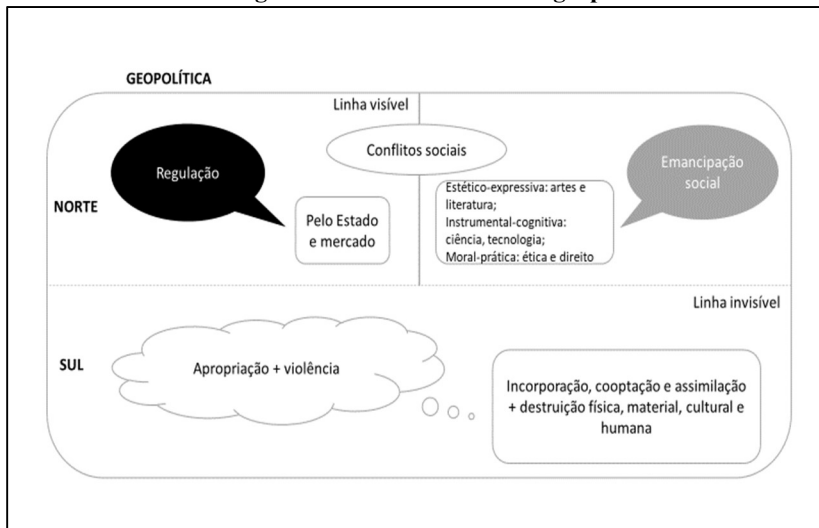 GEOPOLÍTICA
Linha visível
Conflitos sociais
Regulação
Emancipação
social
NORTE
Pelo Estado
e mercado
Estético-expressiva: artes e
literatura;
Instrumental-cognitiva:
ciência, tecnologia;
Moral-prática: ética e direito
Linha invisível
SUL
Apropriação + violência
Incorporação, cooptação e assimilação
+ destruição física, material, cultural e
humana